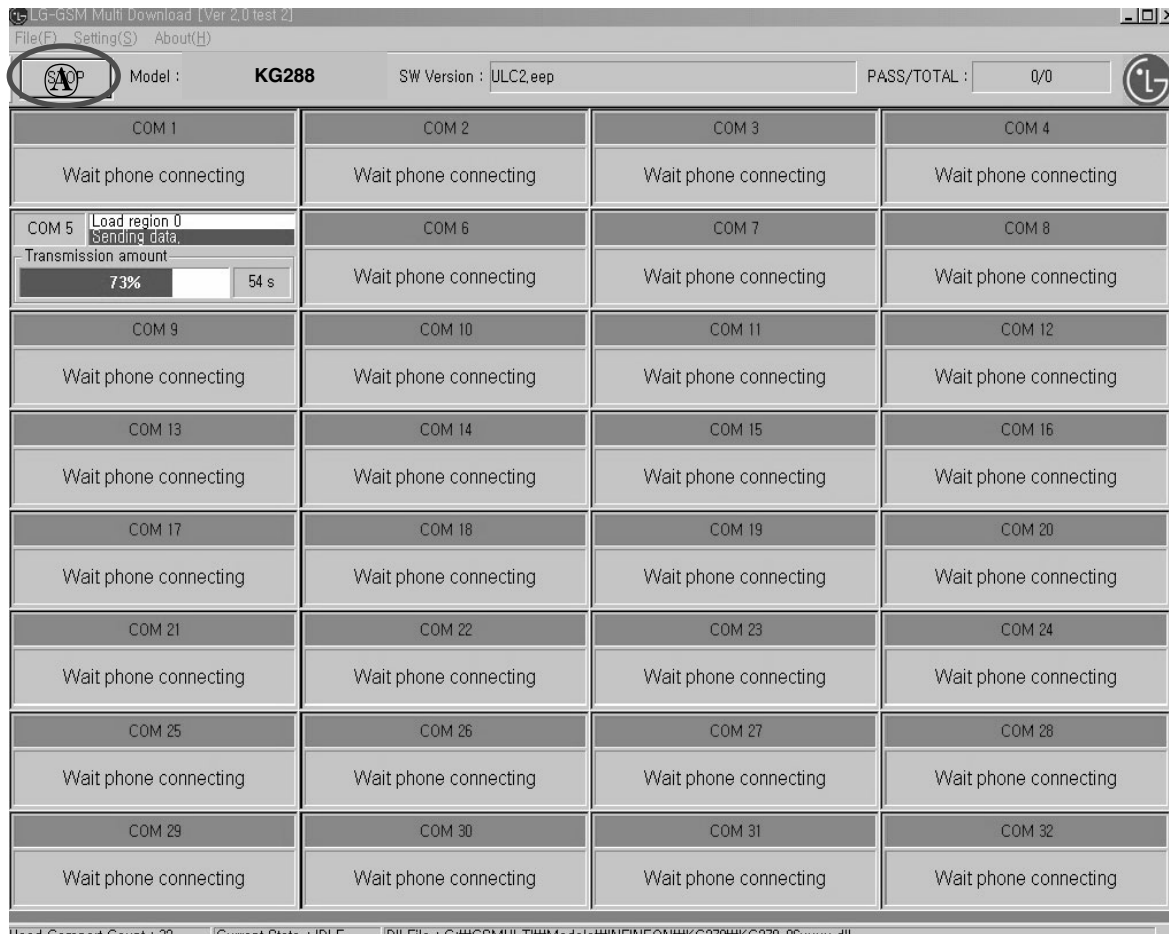 LG-GSM Multi Download [Ver 2,0 test 2]
File(F) Setting(S) About(H)
STOP A Model : KG288 SW Version : ULC2,eep PASS/TOTAL : 0/0 LG
COM 1 COM 2 COM 3 COM 4
Wait phone connecting Wait phone connecting Wait phone connecting Wait phone connecting
COM 5 Load region 0 COM 6 COM 7 COM 8
Sending data,
Transmission amount
73% 54 s Wait phone connecting Wait phone connecting Wait phone connecting
COM 9 COM 10 COM 11 COM 12
Wait phone connecting Wait phone connecting Wait phone connecting Wait phone connecting
COM 13 COM 14 COM 15 COM 16
Wait phone connecting Wait phone connecting Wait phone connecting Wait phone connecting
COM 17 COM 18 COM 19 COM 20
Wait phone connecting Wait phone connecting Wait phone connecting Wait phone connecting
COM 21 COM 22 COM 23 COM 24
Wait phone connecting Wait phone connecting Wait phone connecting Wait phone connecting
COM 25 COM 26 COM 27 COM 28
Wait phone connecting Wait phone connecting Wait phone connecting Wait phone connecting
COM 29 COM 30 COM 31 COM 32
Wait phone connecting Wait phone connecting Wait phone connecting Wait phone connecting
Used Comport Count : 32 Current State : IDLE Dll File :